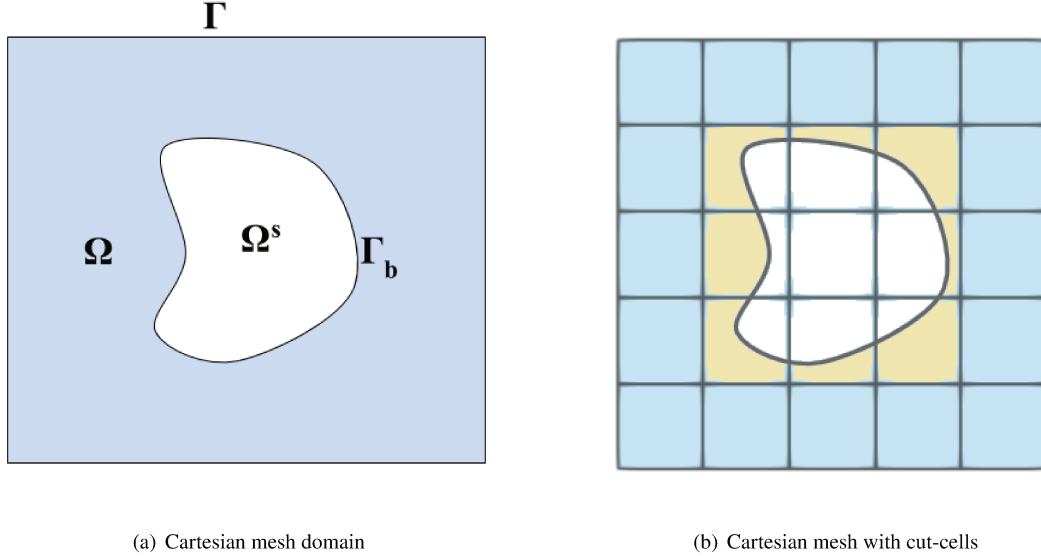 Γ
Ω
Ωˢ
Γ_b
(a) Cartesian mesh domain
(b) Cartesian mesh with cut-cells